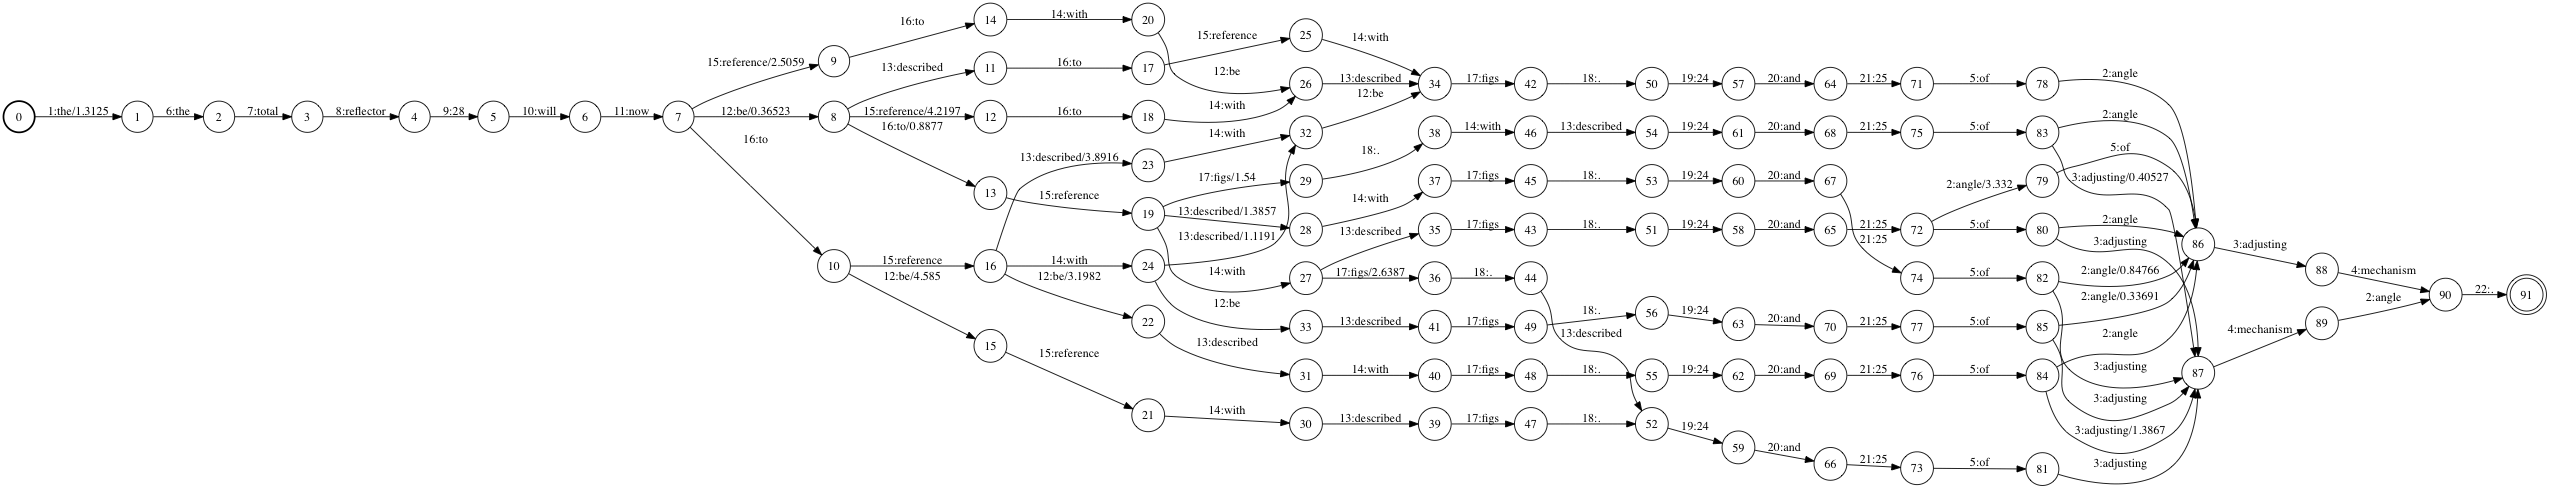 0 1:the/1.3125 1 6:the 2 7:total 3 8:reflector 4 9:28 5 10:will 6 11:now 7
15:reference/2.5059 9 16:to 14 14:with 20 12:be 26 13:described 34 17:figs 42 18:. 50 19:24 57 20:and 64 21:25 71 5:of 78 2:angle
12:be/0.36523 8 13:described 11 16:to 17 15:reference 25 14:with
15:reference/4.2197 12 16:to 18 14:with
16:to/0.8877 13 15:reference 19
16:to 10 15:reference 16 13:described/3.8916 23 14:with 32 12:be
17:figs/1.54 29 18:. 38 14:with 46 13:described 54 19:24 61 20:and 68 21:25 75 5:of 83 2:angle
3:adjusting/0.40527
13:described/1.3857 28 14:with 37 17:figs 45 18:. 53 19:24 60 20:and 67 21:25 74 5:of 82 2:angle/0.84766
3:adjusting
14:with 27 13:described 35 17:figs 43 18:. 51 19:24 58 20:and 65 21:25 72 2:angle/3.332 79 5:of
5:of 80 2:angle
3:adjusting
17:figs/2.6387 36 18:. 44 13:described
14:with 24 13:described/1.1191
12:be 33 13:described 41 17:figs 49 18:. 56 19:24 63 20:and 70 21:25 77 5:of 85 2:angle/0.33691
3:adjusting
12:be/3.1982 22 13:described 31 14:with 40 17:figs 48 18:. 55 19:24 62 20:and 69 21:25 76 5:of 84 2:angle
3:adjusting/1.3867
12:be/4.585 15 15:reference 21 14:with 30 13:described 39 17:figs 47 18:. 52 19:24 59 20:and 66 21:25 73 5:of 81 3:adjusting
86 3:adjusting 88 4:mechanism 90 22:. 91
87 4:mechanism 89 2:angle